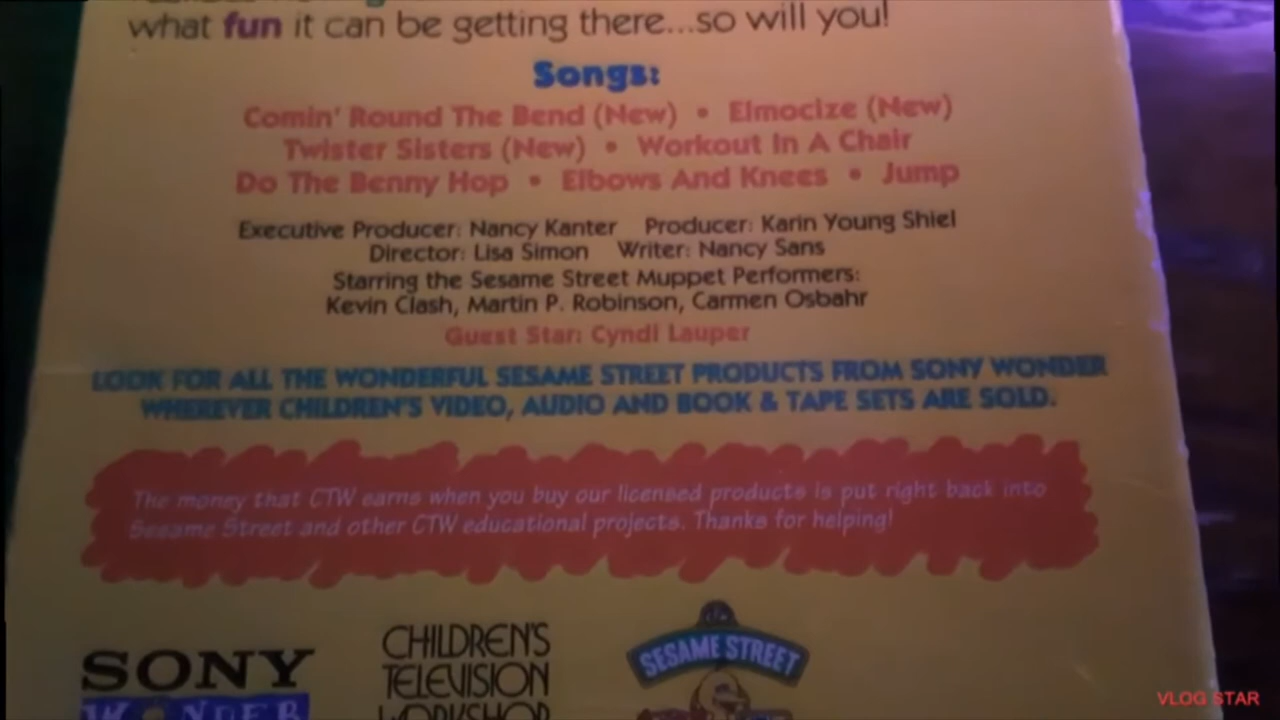 what fun it can be getting there...so will you!
Songs:
Comin' Round The Bend (New) • Elmocize (New)
Twister Sisters (New) • Workout In A Chair
Do The Benny Hop • Elbows And Knees • Jump
Executive Producer: Nancy Kanter Producer: Karin Young Shiel
Director: Lisa Simon Writer: Nancy Sans
Starring the Sesame Street Muppet Performers:
Kevin Clash, Martin P. Robinson, Carmen Osbahr
Guest Star: Cyndi Lauper
LOOK FOR ALL THE WONDERFUL SESAME STREET PRODUCTS FROM SONY WONDER
WHEREVER CHILDREN'S VIDEO, AUDIO AND BOOK & TAPE SETS ARE SOLD.
The money that CTW earns when you buy our licensed products is put right back into
Sesame Street and other CTW educational projects. Thanks for helping!
SONY
WONDER
CHILDREN'S
TELEVISION
WORKSHOP
SESAME STREET
VLOG STAR